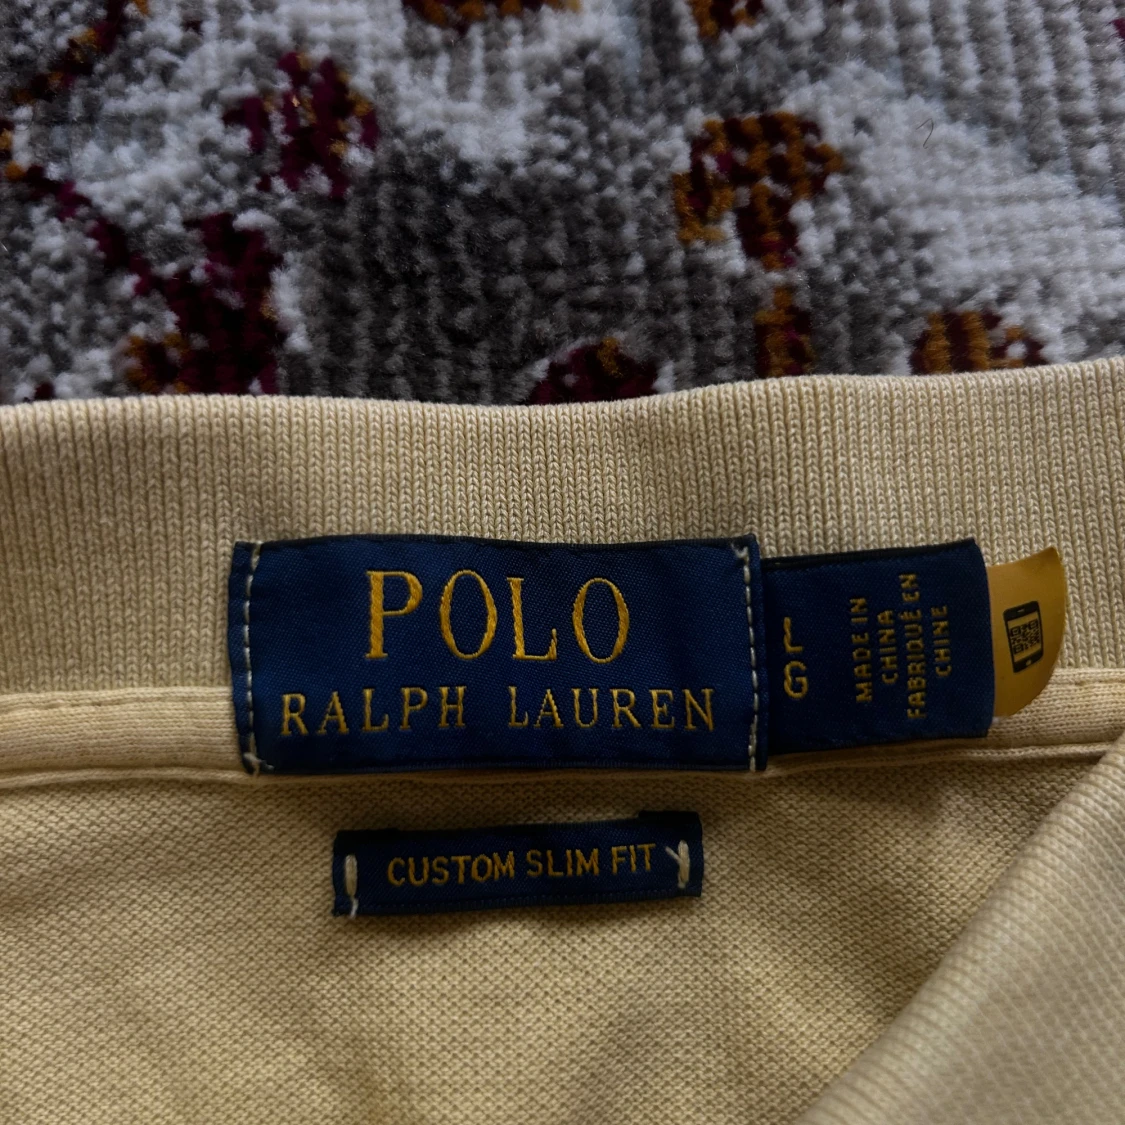 POLO
RALPH LAUREN
L G
MADE IN
CHINA
FABRIQUÉ EN
CHINE
CUSTOM SLIM FIT